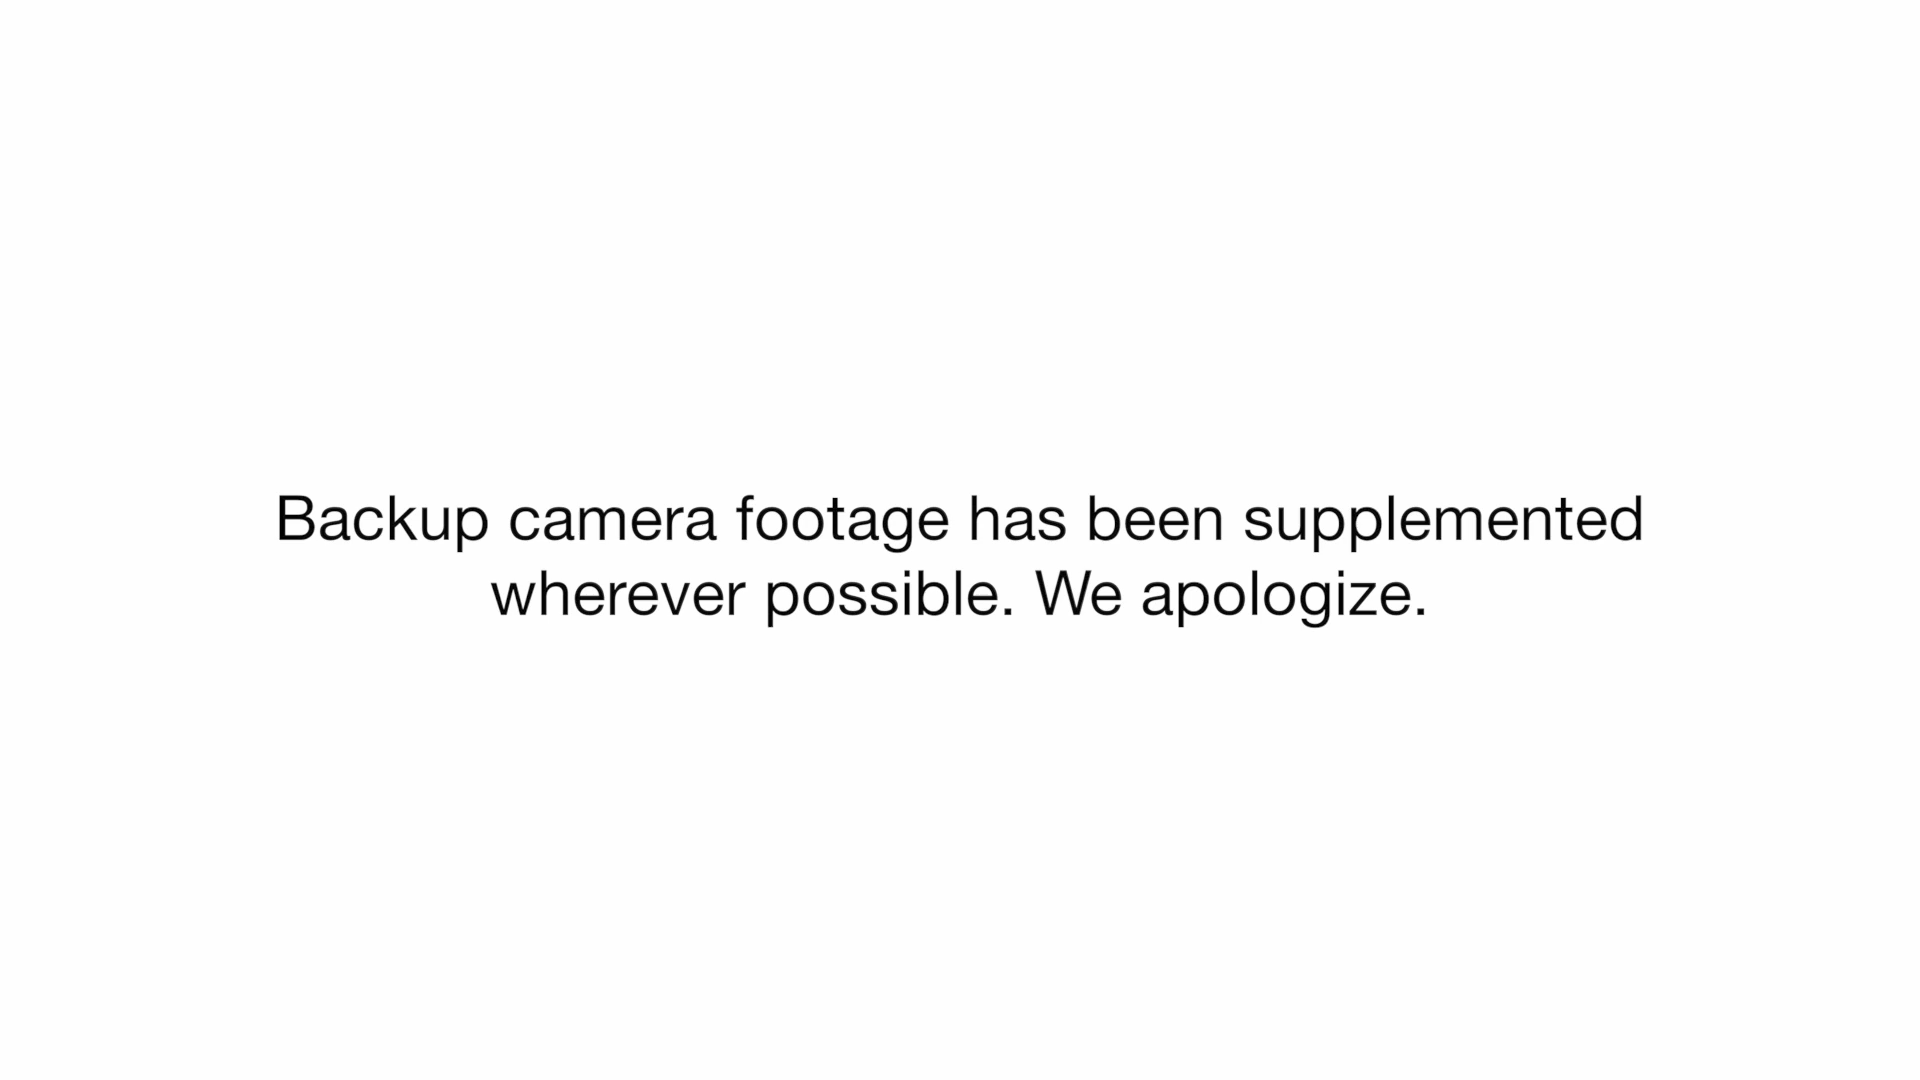 Backup camera footage has been supplemented
wherever possible. We apologize.